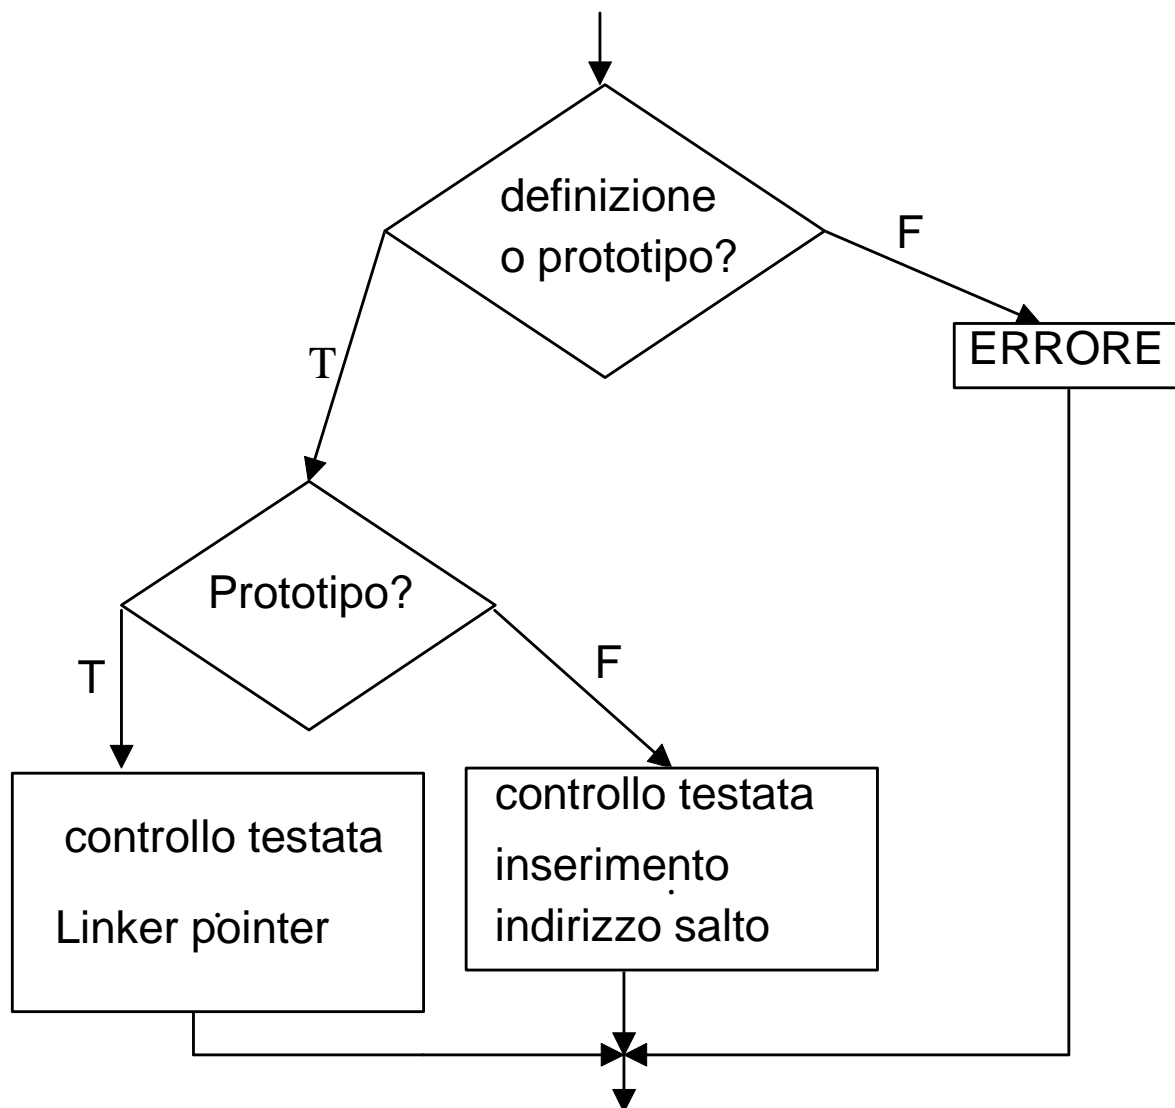 definizione
o prototipo?
F
T
ERRORE
Prototipo?
T
F
controllo testata
Linker pointer
controllo testata
inserimento
indirizzo salto